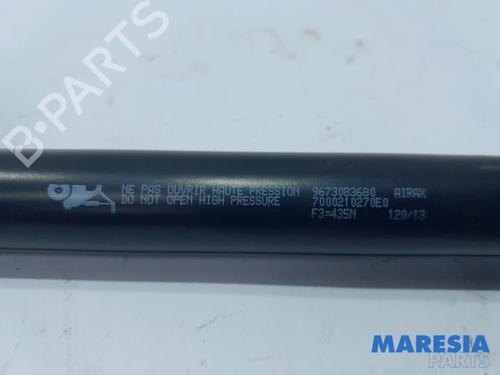 B-PARTS
NE PAS OUVRIR HAUTE PRESSION 9673083680 AIRAX
DO NOT OPEN HIGH PRESSURE 7000210270E0
F3=435N 120/13
MARESIA
PARTS